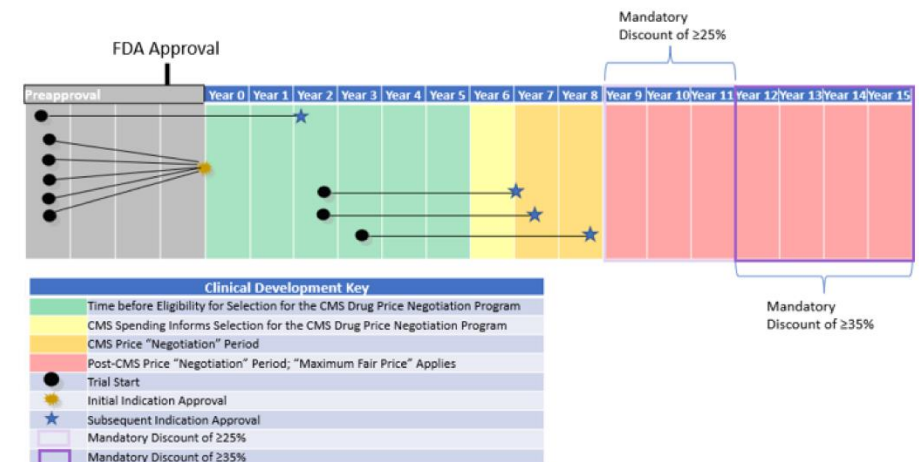 Mandatory
Discount of ≥25%
FDA Approval
Preapproval Year 0 Year 1 Year 2 Year 3 Year 4 Year 5 Year 6 Year 7 Year 8 Year 9 Year 10 Year 11 Year 12 Year 13 Year 14 Year 15
Mandatory
Discount of ≥35%
Clinical Development Key
Time before Eligibility for Selection for the CMS Drug Price Negotiation Program
CMS Spending Informs Selection for the CMS Drug Price Negotiation Program
CMS Price “Negotiation” Period
Post-CMS Price “Negotiation” Period; “Maximum Fair Price” Applies
Trial Start
Initial Indication Approval
Subsequent Indication Approval
Mandatory Discount of ≥25%
Mandatory Discount of ≥35%